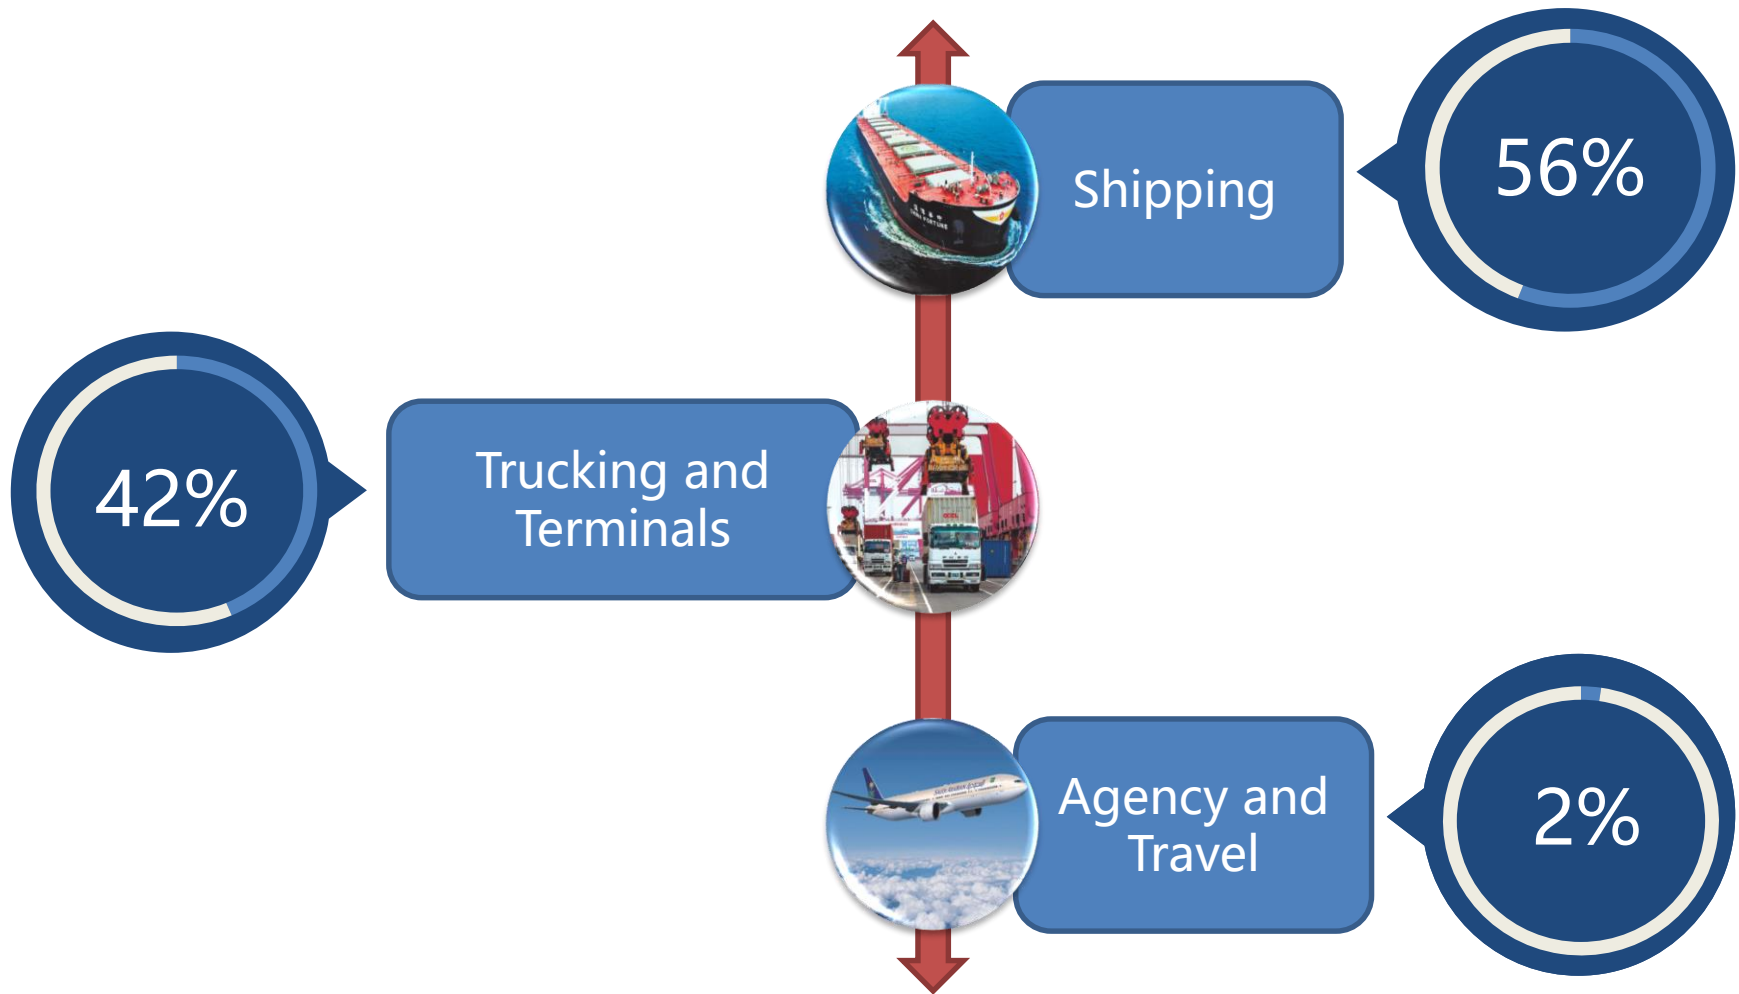 Shipping
56%
42%
Trucking and
Terminals
Agency and
Travel
2%